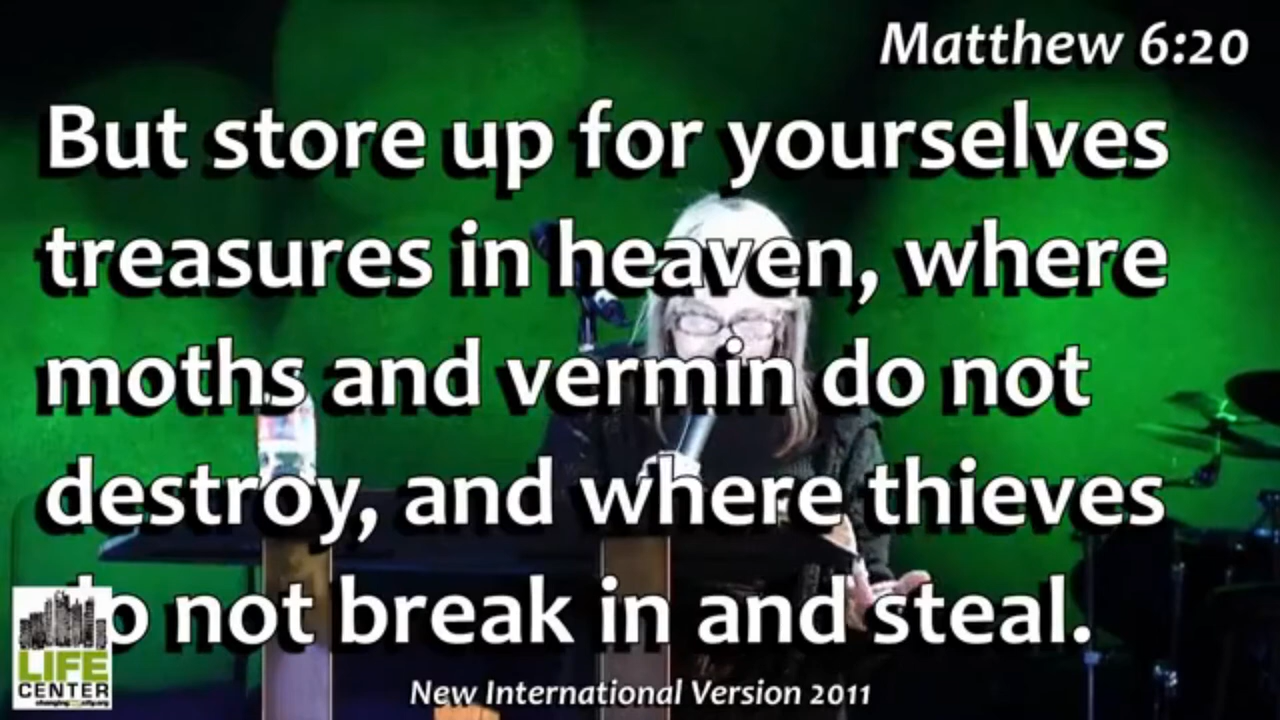 Matthew 6:20
But store up for yourselves
treasures in heaven, where
moths and vermin do not
destroy, and where thieves
do not break in and steal.
LIFE
CENTER
New International Version 2011